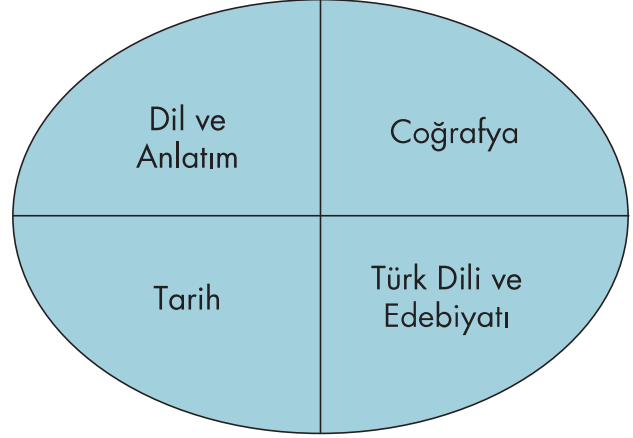 Dil ve
Anlatım
Coğrafya
Tarih
Türk Dili ve
Edebiyatı